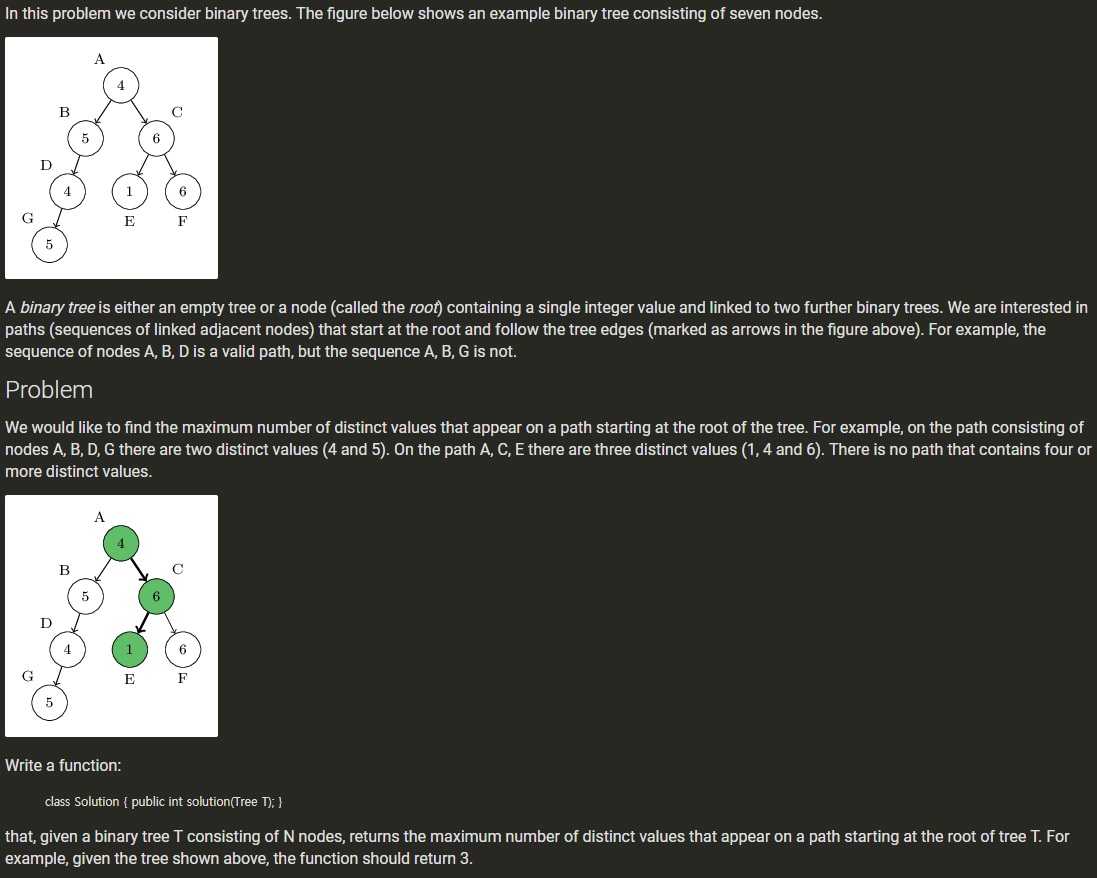 In this problem we consider binary trees. The figure below shows an example binary tree consisting of seven nodes.
A
4
B
C
5
6
D
4
1
6
G
E
F
5
A binary tree is either an empty tree or a node (called the root) containing a single integer value and linked to two further binary trees. We are interested in
paths (sequences of linked adjacent nodes) that start at the root and follow the tree edges (marked as arrows in the figure above). For example, the
sequence of nodes A, B, D is a valid path, but the sequence A, B, G is not.
Problem
We would like to find the maximum number of distinct values that appear on a path starting at the root of the tree. For example, on the path consisting of
nodes A, B, D, G there are two distinct values (4 and 5). On the path A, C, E there are three distinct values (1, 4 and 6). There is no path that contains four or
more distinct values.
A
4
B
C
5
6
D
4
1
6
G
E
F
5
Write a function:
class Solution { public int solution(Tree T); }
that, given a binary tree T consisting of N nodes, returns the maximum number of distinct values that appear on a path starting at the root of tree T. For
example, given the tree shown above, the function should return 3.